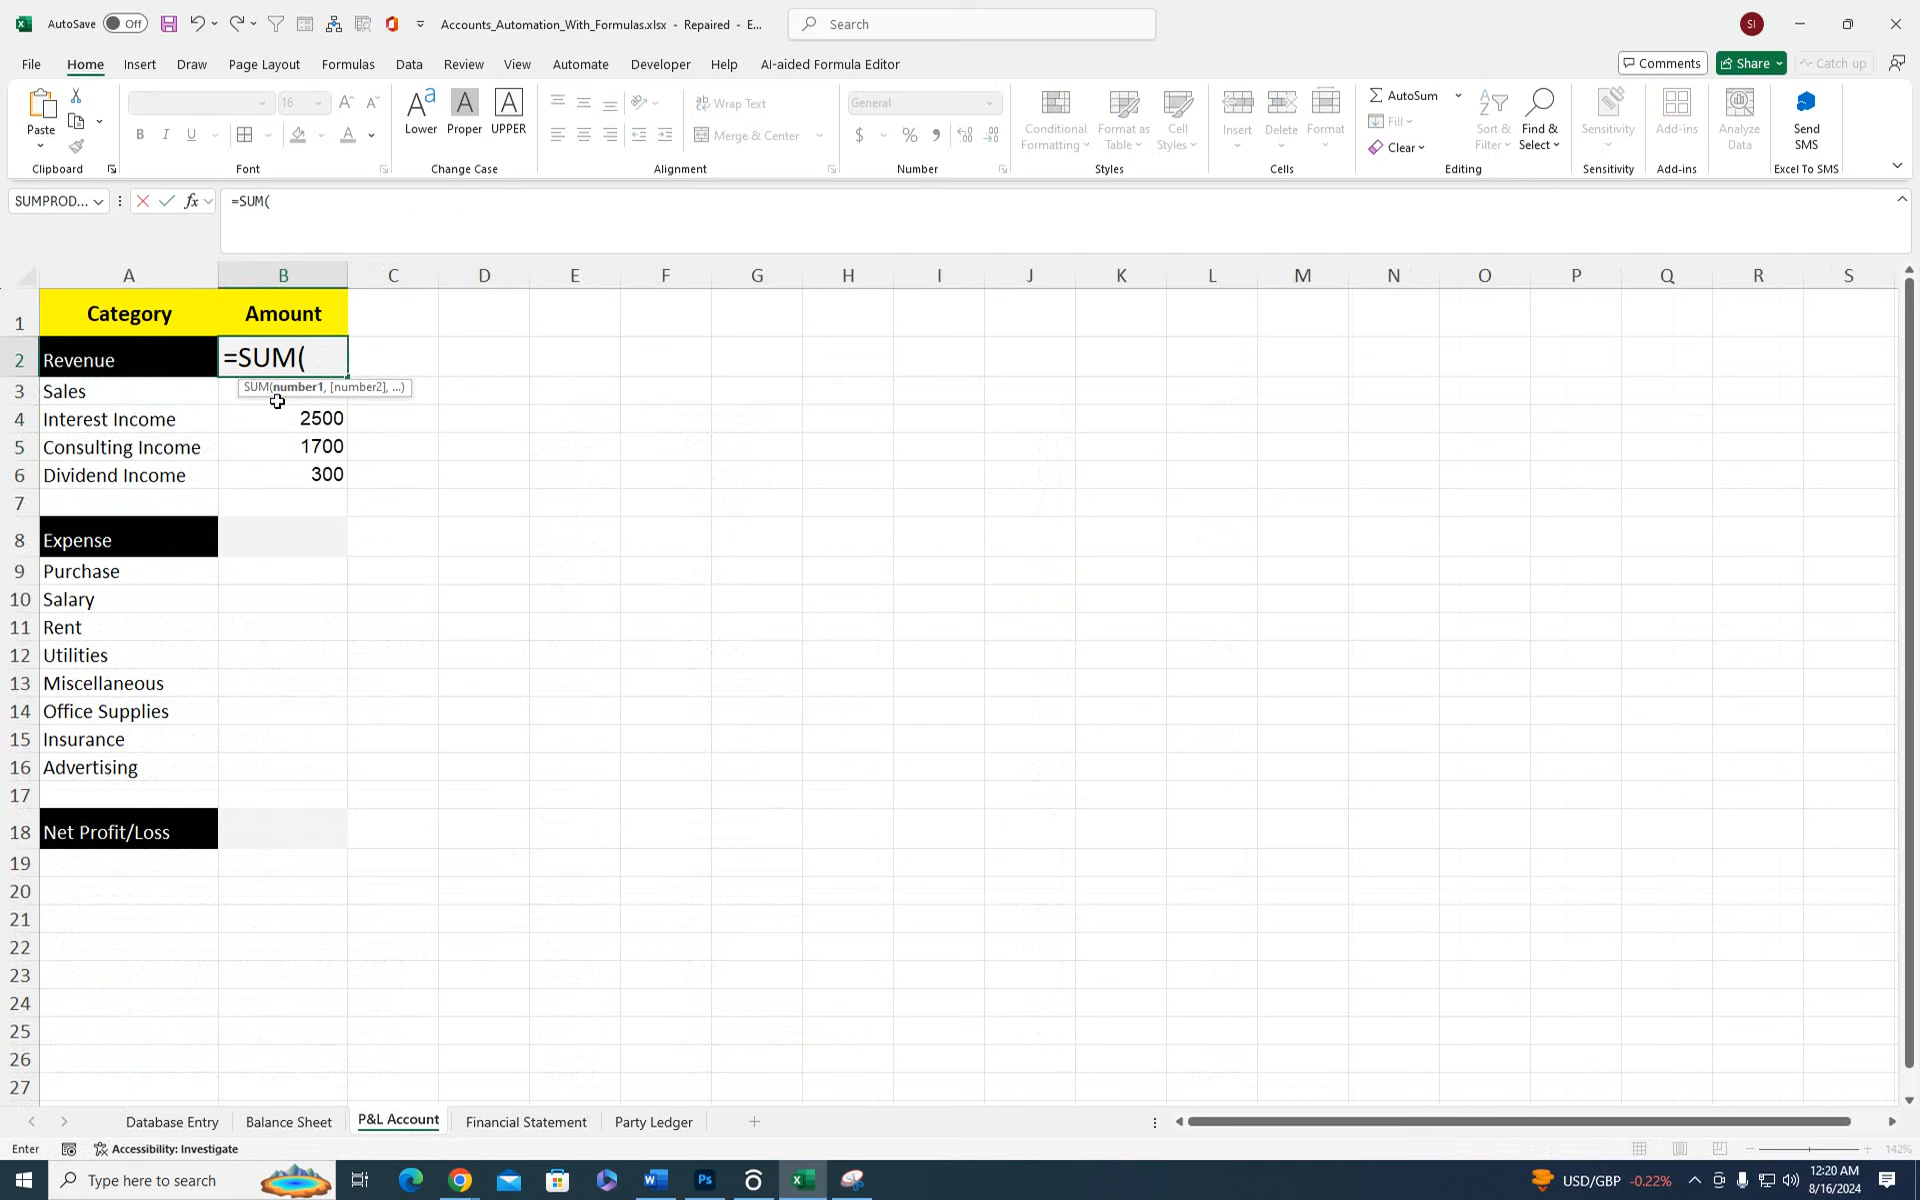 AutoSave Off Accounts_Automation_With_Formulas.xlsx - Repaired - E... Search SI
File Home Insert Draw Page Layout Formulas Data Review View Automate Developer Help AI-aided Formula Editor Comments Share Catch up
Paste
Clipboard
16
B I U
Font
Lower Proper UPPER
Change Case
Wrap Text
Merge & Center
Alignment
General
$ % ,
Number
Conditional Formatting
Format as Table
Cell Styles
Styles
Insert Delete Format
Cells
AutoSum
Fill
Clear
Sort & Filter
Find & Select
Editing
Sensitivity
Sensitivity
Add-ins
Add-ins
Analyze Data
Send SMS
Excel To SMS
SUMPROD... fx =SUM(
A B C D E F G H I J K L M N O P Q R S
1 Category Amount
2 Revenue =SUM(
SUM(number1, [number2], ...)
3 Sales
4 Interest Income 2500
5 Consulting Income 1700
6 Dividend Income 300
7
8 Expense
9 Purchase
10 Salary
11 Rent
12 Utilities
13 Miscellaneous
14 Office Supplies
15 Insurance
16 Advertising
17
18 Net Profit/Loss
19
20
21
22
23
24
25
26
27
Database Entry Balance Sheet P&L Account Financial Statement Party Ledger
Enter Accessibility: Investigate 142%
Type here to search USD/GBP -0.22% 12:20 AM
8/16/2024